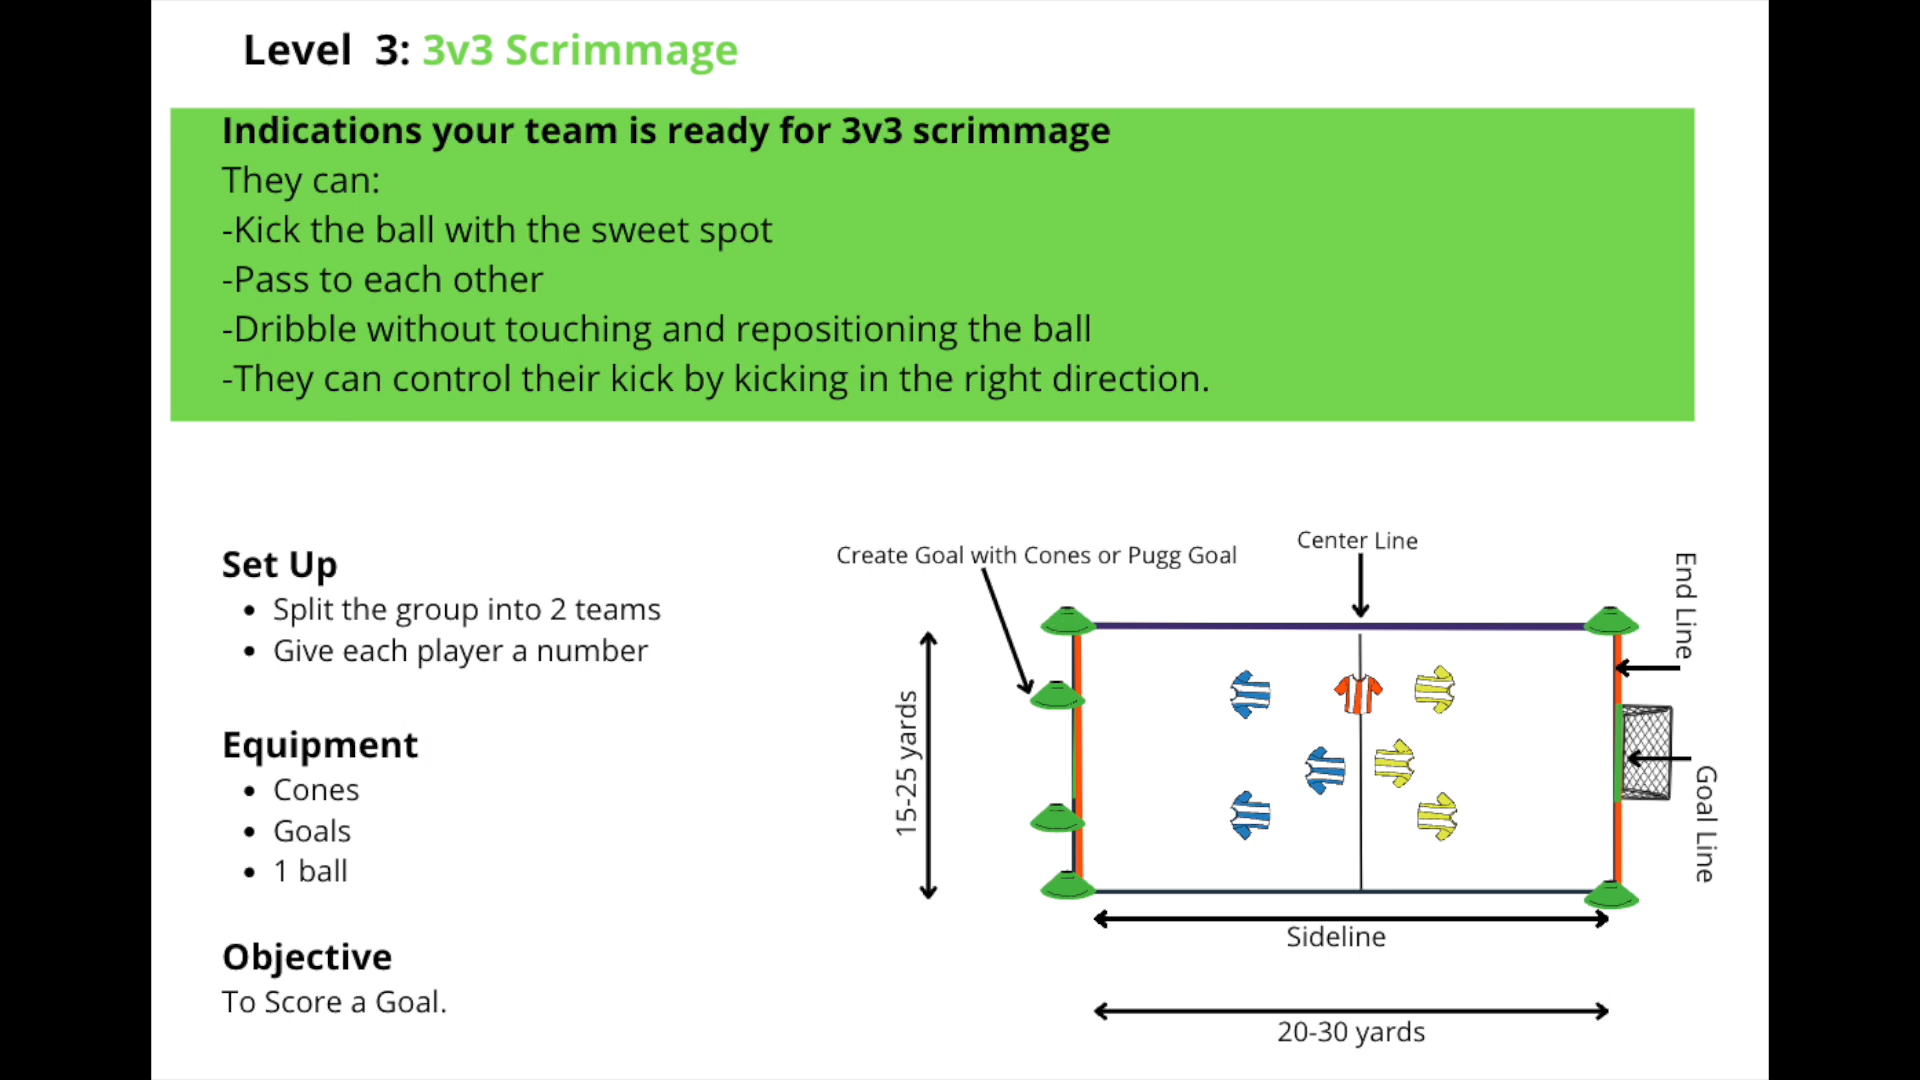 Level 3: 3v3 Scrimmage
Indications your team is ready for 3v3 scrimmage
They can:
-Kick the ball with the sweet spot
-Pass to each other
-Dribble without touching and repositioning the ball
-They can control their kick by kicking in the right direction.
Set Up
• Split the group into 2 teams
• Give each player a number
Equipment
• Cones
• Goals
• 1 ball
Objective
To Score a Goal.
Create Goal with Cones or Pugg Goal
Center Line
End Line
15-25 yards
Goal Line
Sideline
20-30 yards